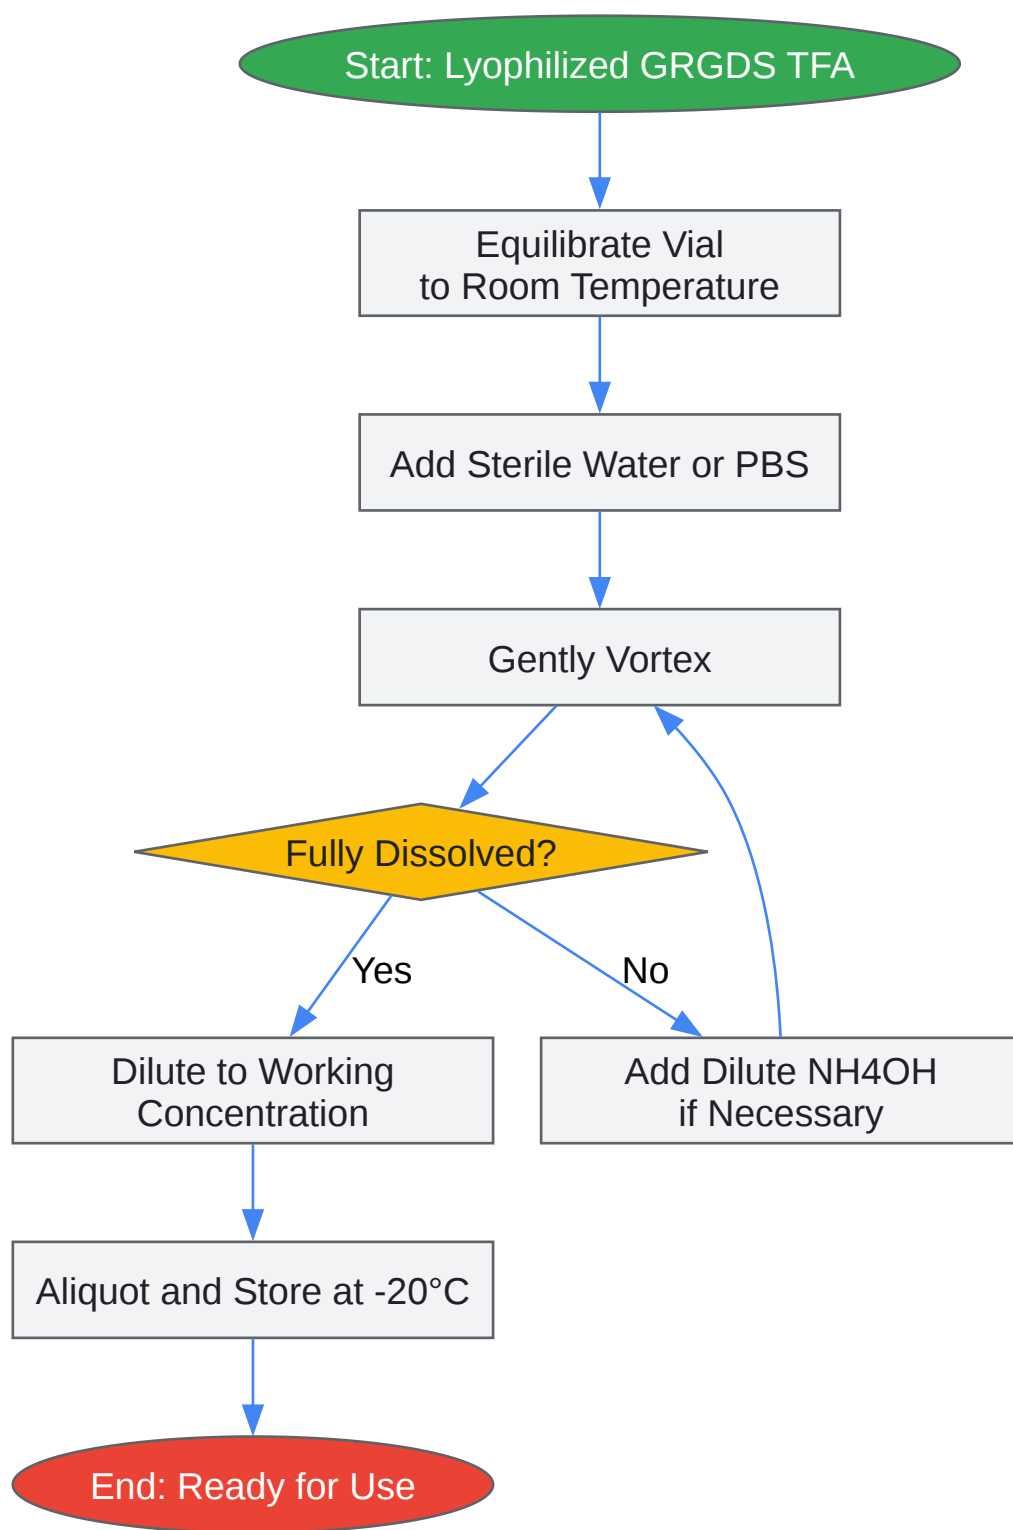 Start: Lyophilized GRGDS TFA
Equilibrate Vial
to Room Temperature
Add Sterile Water or PBS
Gently Vortex
Fully Dissolved?
Yes
No
Dilute to Working
Concentration
Add Dilute NH4OH
if Necessary
Aliquot and Store at -20°C
End: Ready for Use